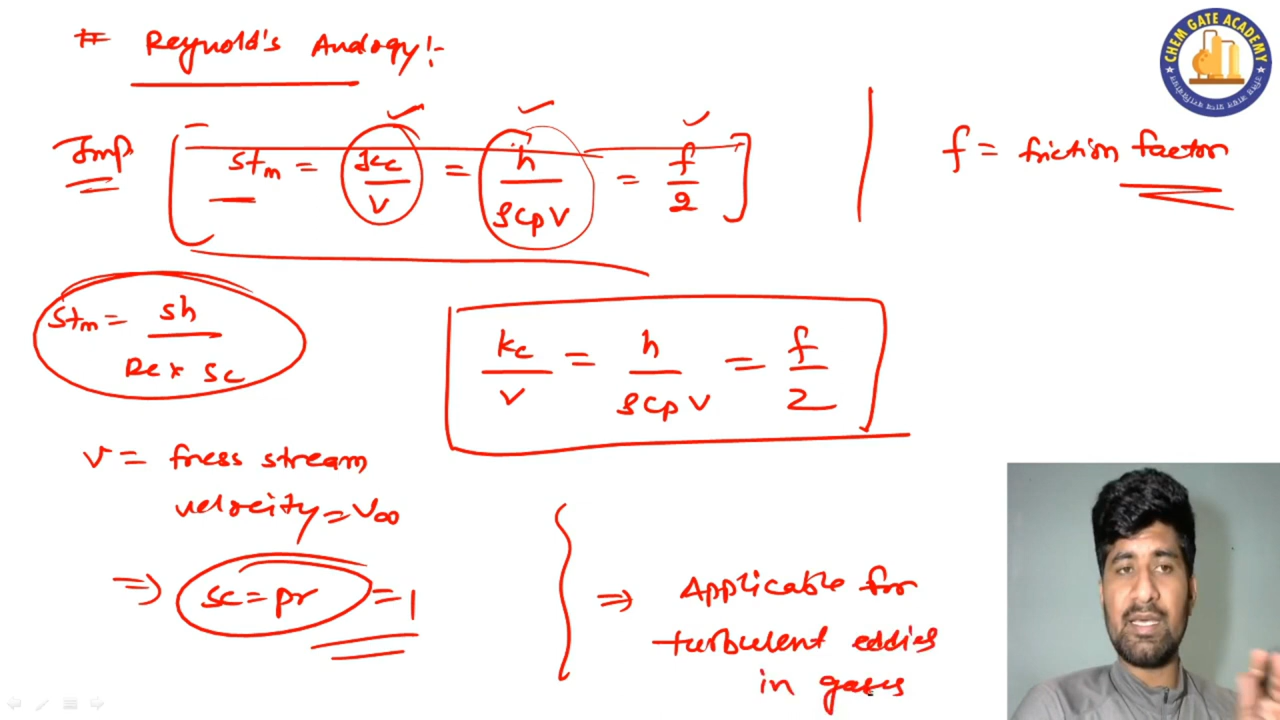 # Reynold's Analogy :-
Imp. [ Stm = kc/v = h/ρCpV = f/2 ]
f = friction factor
Stm = Sh / Re × Sc
kc/v = h/ρCpV = f/2
v = fress stream
velocity = v∞
⇒ Sc = Pr = 1
⇒ Applicable for
turbulent eddies
in gases
CHEM GATE ACADEMY